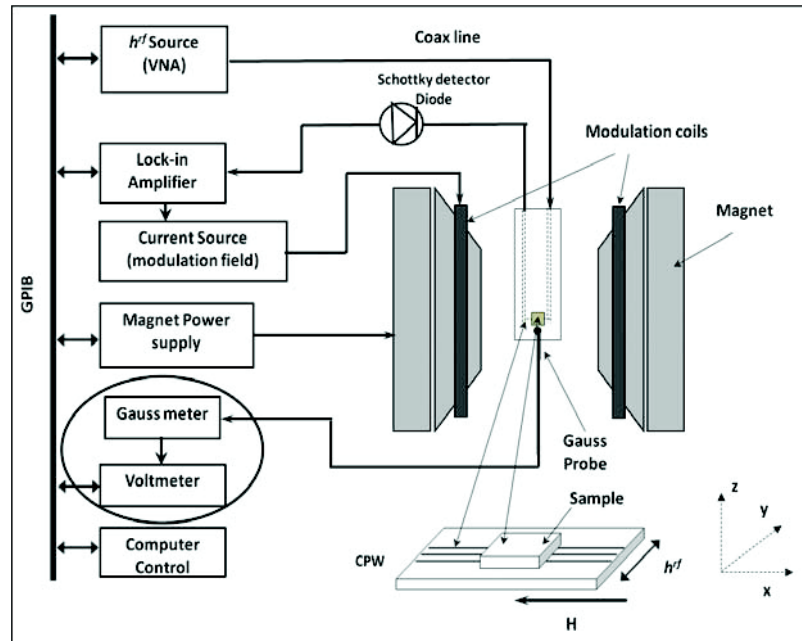 h^rf Source
(VNA)
Coax line
Schottky detector
Diode
Modulation coils
Lock-in
Amplifier
Magnet
Current Source
(modulation field)
GPIB
Magnet Power
supply
Gauss meter
Gauss
Probe
Voltmeter
Sample
z
y
x
Computer
Control
CPW
h^rf
H